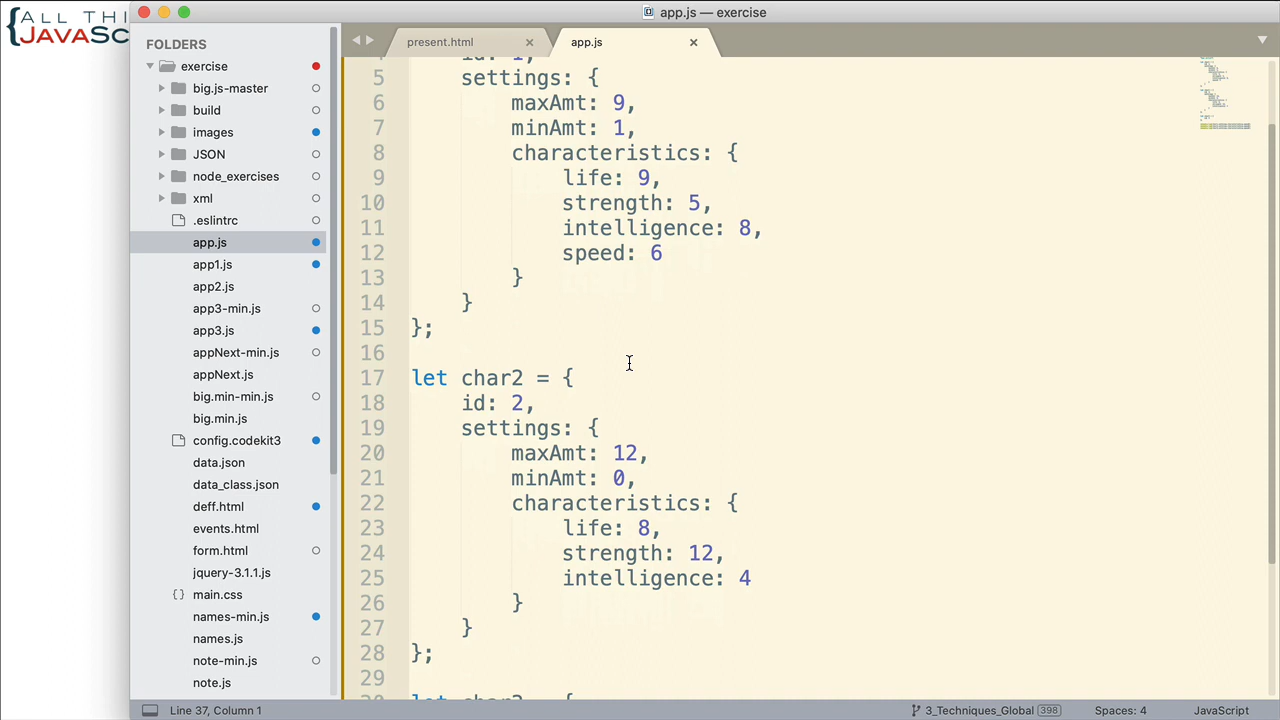 {ALL THI
JAVASC
app.js — exercise
FOLDERS
exercise
big.js-master
build
images
JSON
node_exercises
xml
.eslintrc
app.js
app1.js
app2.js
app3-min.js
app3.js
appNext-min.js
appNext.js
big.min-min.js
big.min.js
config.codekit3
data.json
data_class.json
deff.html
events.html
form.html
jquery-3.1.1.js
{} main.css
names-min.js
names.js
note-min.js
note.js
present.html
app.js
4 id: 1,
5 settings: {
6 maxAmt: 9,
7 minAmt: 1,
8 characteristics: {
9 life: 9,
10 strength: 5,
11 intelligence: 8,
12 speed: 6
13 }
14 }
15 };
16
17 let char2 = {
18 id: 2,
19 settings: {
20 maxAmt: 12,
21 minAmt: 0,
22 characteristics: {
23 life: 8,
24 strength: 12,
25 intelligence: 4
26 }
27 }
28 };
29
Line 37, Column 1
3_Techniques_Global 398
Spaces: 4
JavaScript